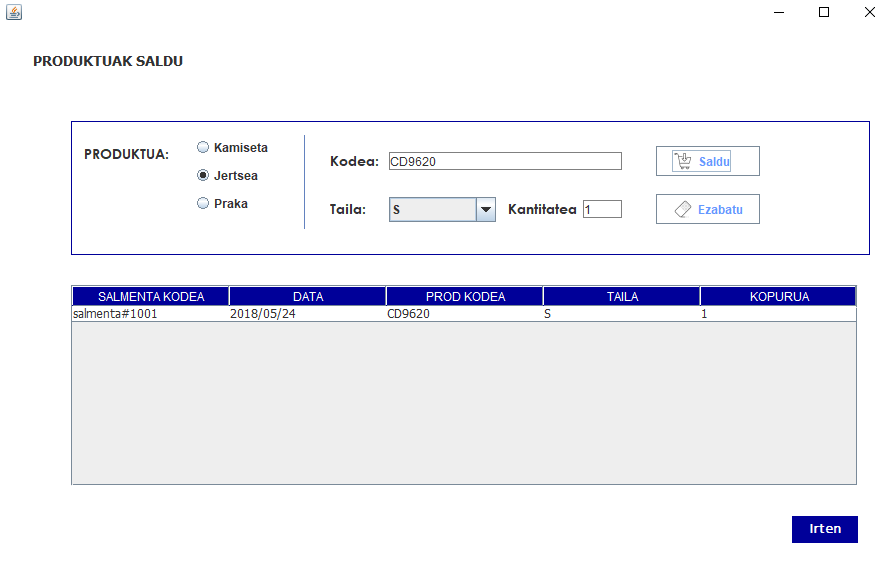 PRODUKTUAK SALDU
PRODUKTUA:
Kamiseta
Jertsea
Praka
Kodea: CD9620
Taila: S Kantitatea 1
Saldu
Ezabatu
SALMENTA KODEA DATA PROD KODEA TAILA KOPURUA
salmenta#1001 2018/05/24 CD9620 S 1
Irten